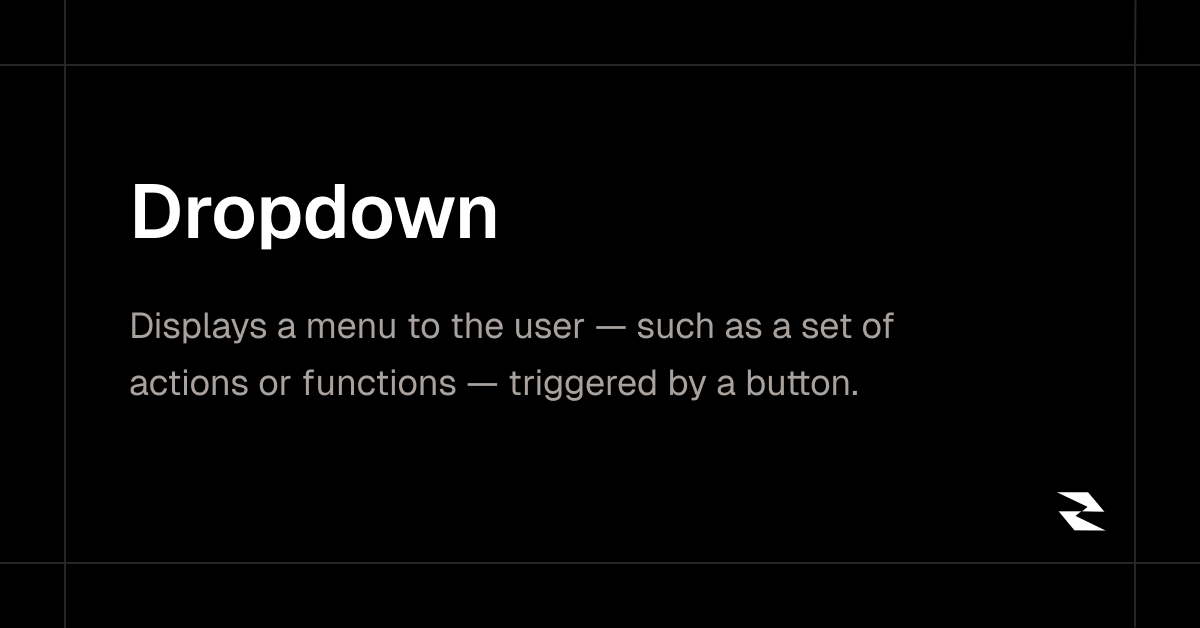 Dropdown
Displays a menu to the user — such as a set of
actions or functions — triggered by a button.